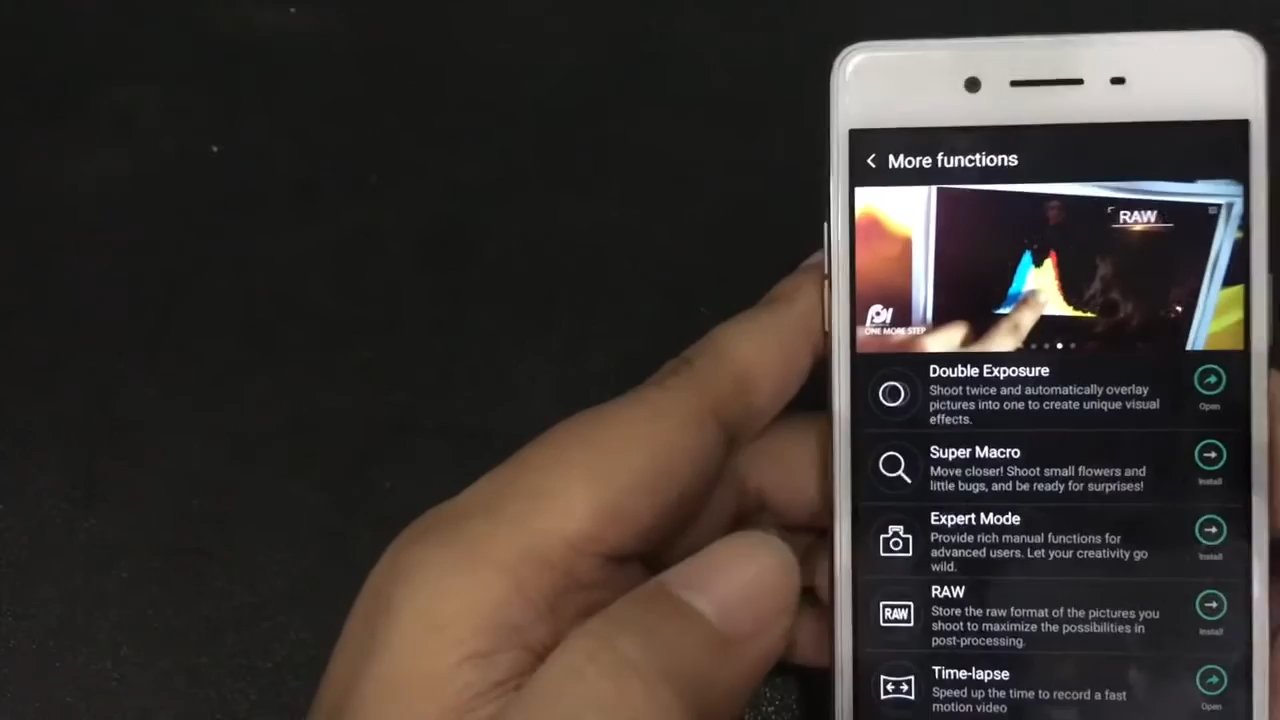 More functions
RAW
ONE MORE STEP
Double Exposure
Shoot twice and automatically overlay
pictures into one to create unique visual
effects.
Open
Super Macro
Move closer! Shoot small flowers and
little bugs, and be ready for surprises!
Install
Expert Mode
Provide rich manual functions for
advanced users. Let your creativity go
wild.
Install
RAW
RAW
Store the raw format of the pictures you
shoot to maximize the possibilities in
post-processing.
Install
Time-lapse
Speed up the time to record a fast
motion video
Open